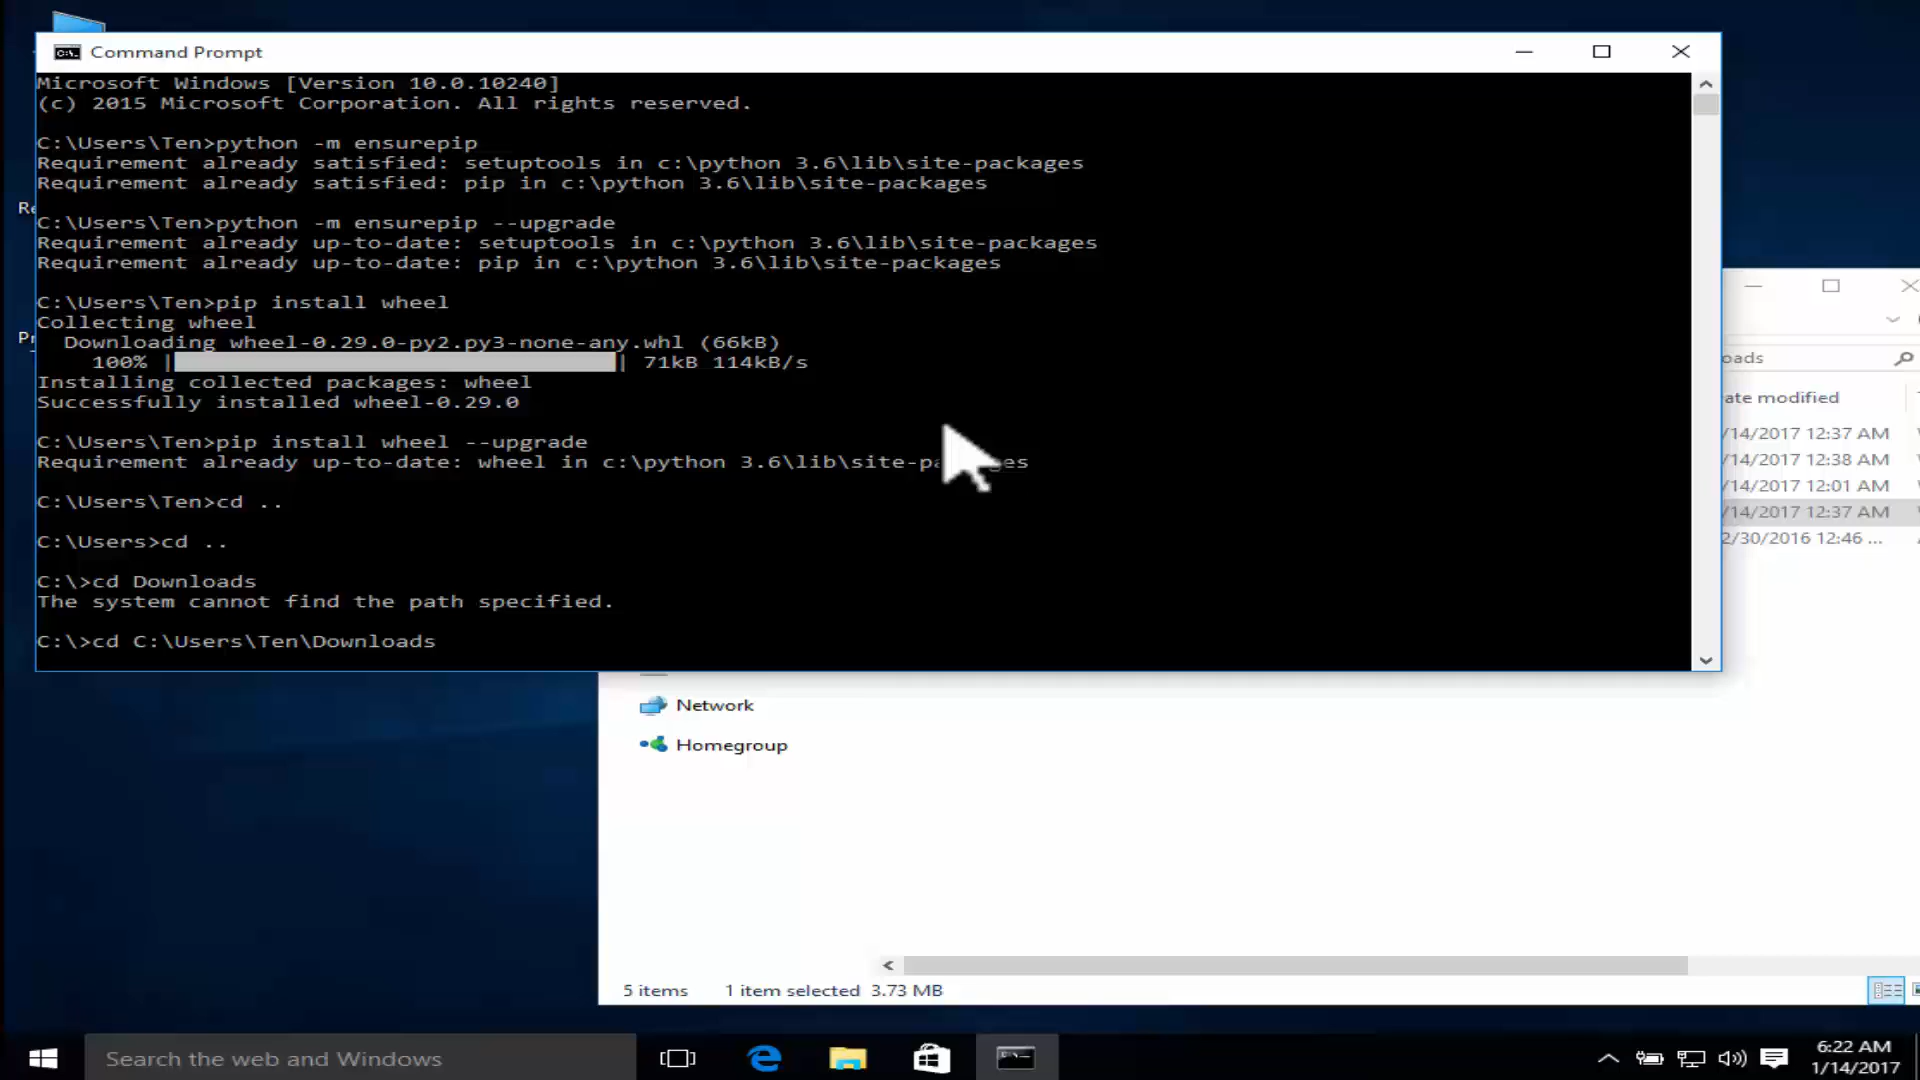 Command Prompt
Microsoft Windows [Version 10.0.10240]
(c) 2015 Microsoft Corporation. All rights reserved.
C:\Users\Ten>python -m ensurepip
Requirement already satisfied: setuptools in c:\python 3.6\lib\site-packages
Requirement already satisfied: pip in c:\python 3.6\lib\site-packages
C:\Users\Ten>python -m ensurepip --upgrade
Requirement already up-to-date: setuptools in c:\python 3.6\lib\site-packages
Requirement already up-to-date: pip in c:\python 3.6\lib\site-packages
C:\Users\Ten>pip install wheel
Collecting wheel
Downloading wheel-0.29.0-py2.py3-none-any.whl (66kB)
100% | | 71kB 114kB/s
Installing collected packages: wheel
Successfully installed wheel-0.29.0
C:\Users\Ten>pip install wheel --upgrade
Requirement already up-to-date: wheel in c:\python 3.6\lib\site-pa es
C:\Users\Ten>cd ..
C:\Users>cd ..
C:\>cd Downloads
The system cannot find the path specified.
C:\>cd C:\Users\Ten\Downloads
Re
Pr
oads
ate modified
/14/2017 12:37 AM
/14/2017 12:38 AM
/14/2017 12:01 AM
/14/2017 12:37 AM
2/30/2016 12:46 ...
Network
Homegroup
5 items 1 item selected 3.73 MB
Search the web and Windows
6:22 AM
1/14/2017